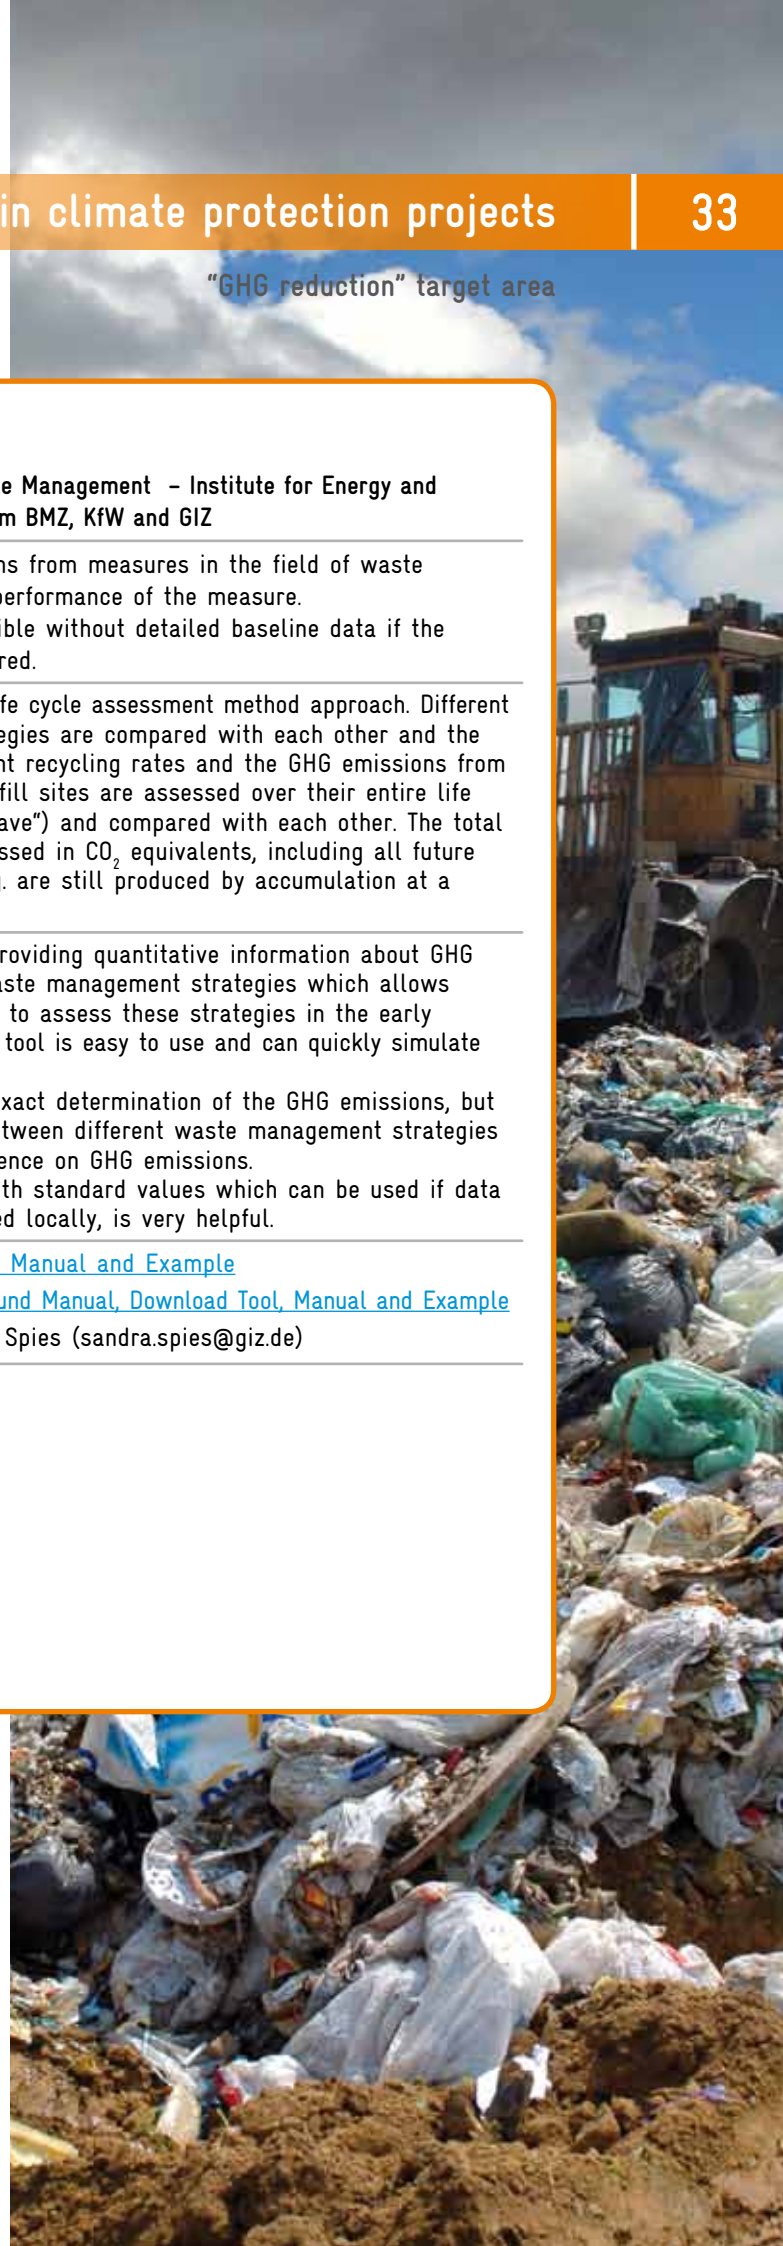 in climate protection projects 33
“GHG reduction” target area
e Management – Institute for Energy and
m BMZ, KfW and GIZ
ns from measures in the field of waste
performance of the measure.
ible without detailed baseline data if the
red.
fe cycle assessment method approach. Different
egies are compared with each other and the
nt recycling rates and the GHG emissions from
fill sites are assessed over their entire life
ave”) and compared with each other. The total
ssed in CO₂ equivalents, including all future
. are still produced by accumulation at a
roviding quantitative information about GHG
aste management strategies which allows
to assess these strategies in the early
tool is easy to use and can quickly simulate
xact determination of the GHG emissions, but
tween different waste management strategies
ence on GHG emissions.
th standard values which can be used if data
ed locally, is very helpful.
Manual and Example
und Manual, Download Tool, Manual and Example
Spies (sandra.spies@giz.de)